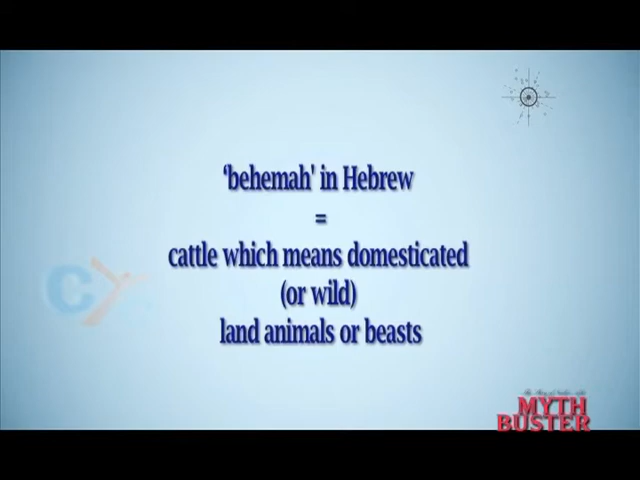 ‘behemah' in Hebrew
=
cattle which means domesticated
(or wild)
land animals or beasts
MYTH
BUSTER